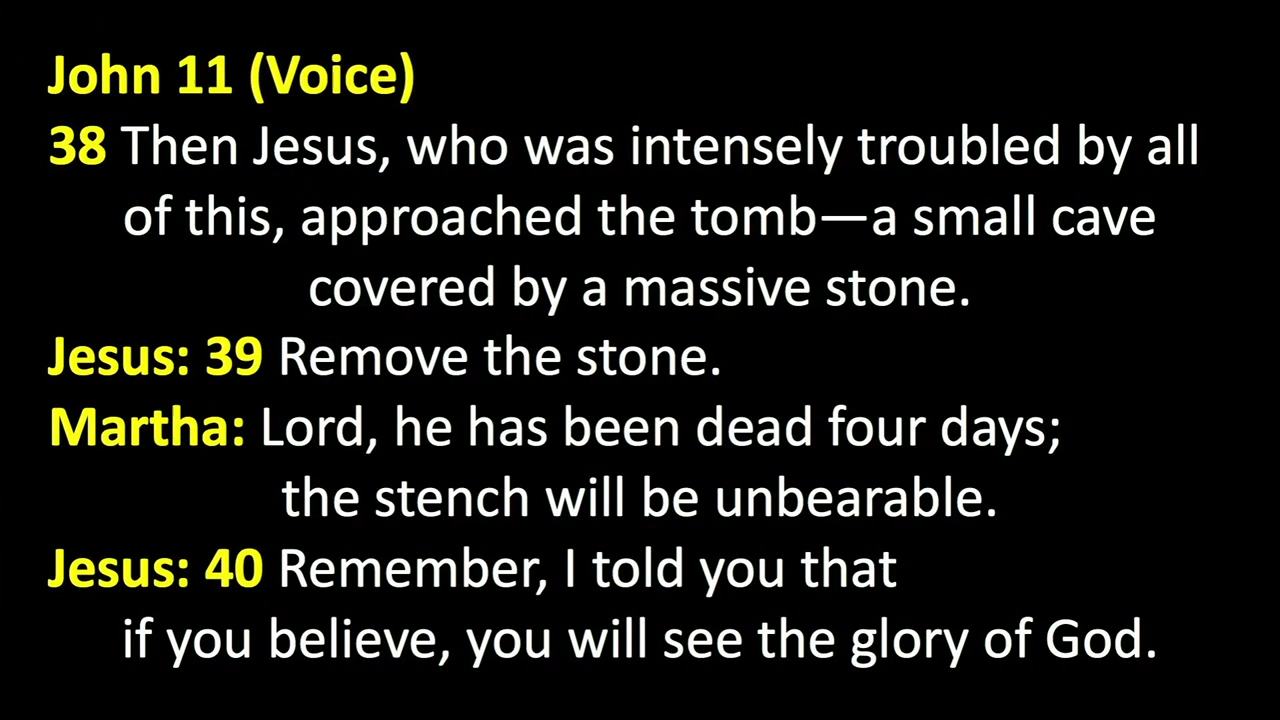 John 11 (Voice)
38 Then Jesus, who was intensely troubled by all
of this, approached the tomb—a small cave
covered by a massive stone.
Jesus: 39 Remove the stone.
Martha: Lord, he has been dead four days;
the stench will be unbearable.
Jesus: 40 Remember, I told you that
if you believe, you will see the glory of God.